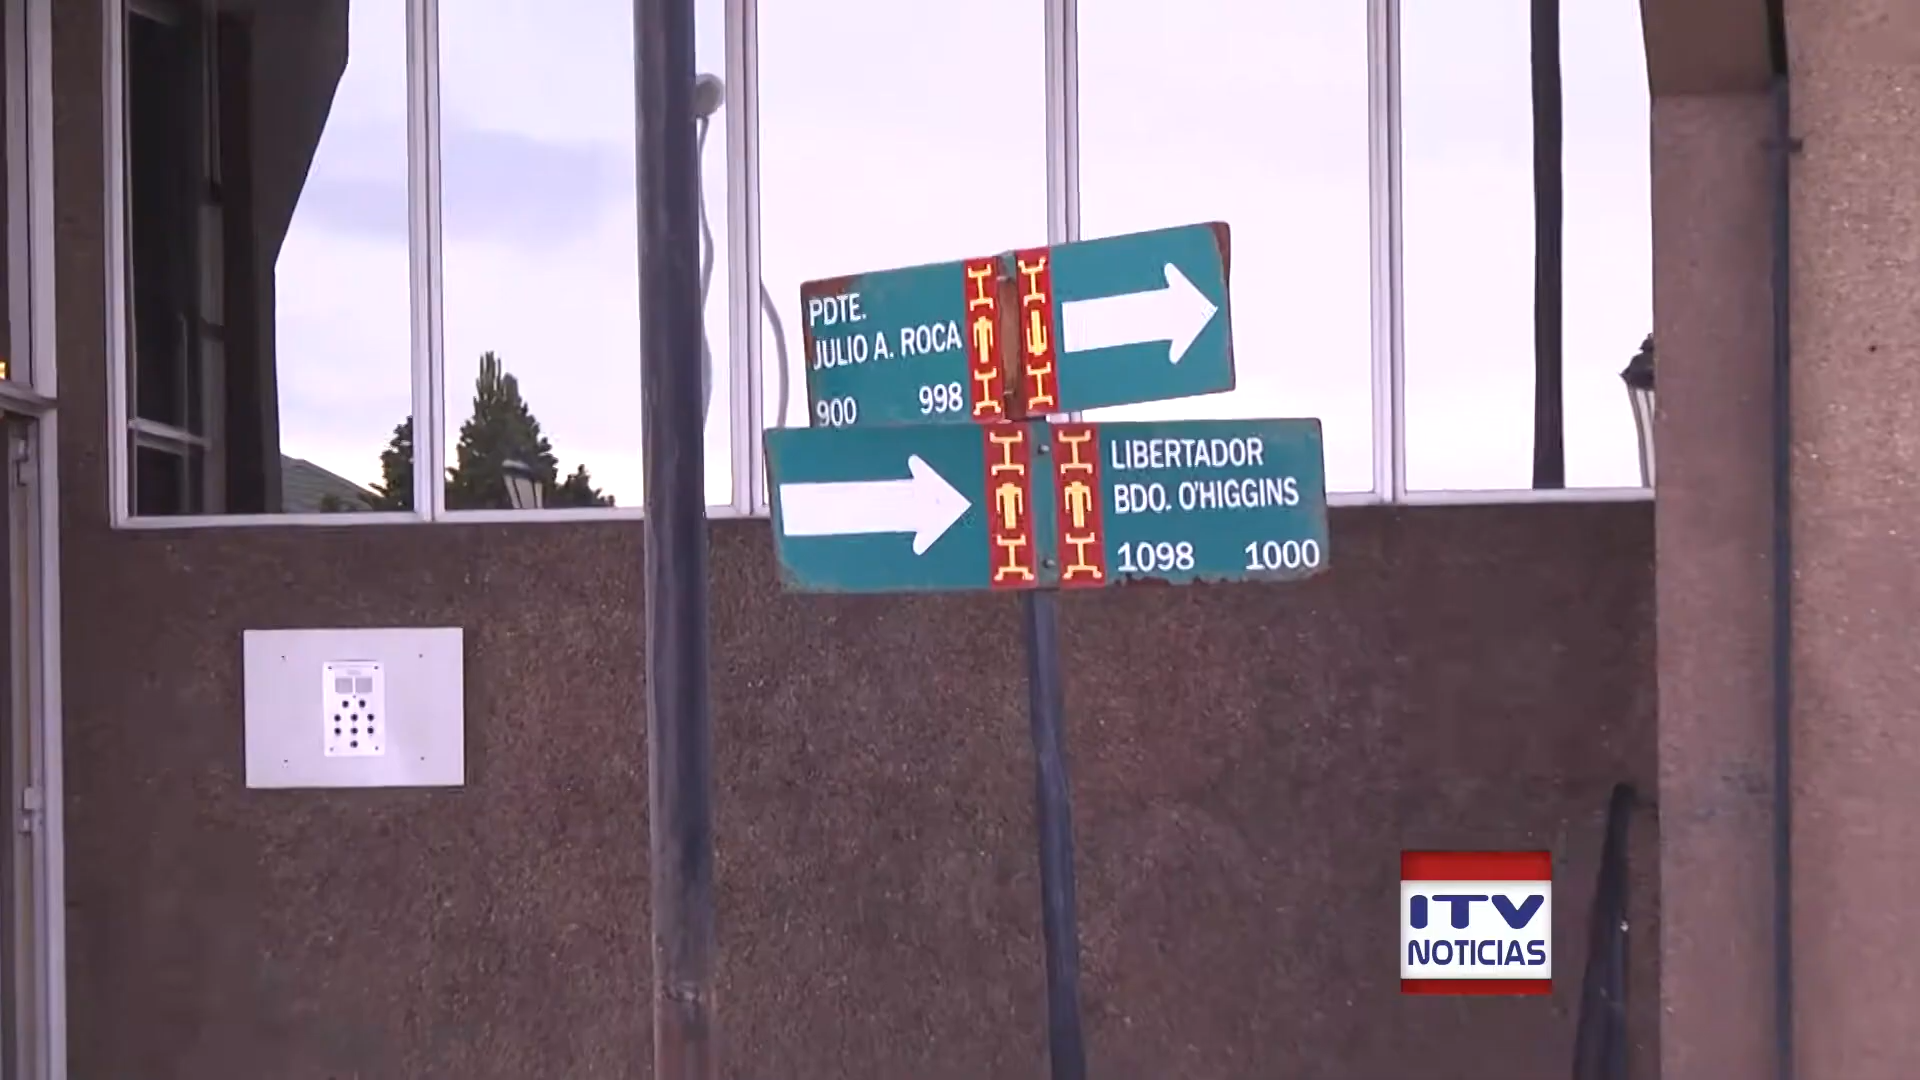 PDTE.
JULIO A. ROCA
900 998
LIBERTADOR
BDO. O'HIGGINS
1098 1000
ITV
NOTICIAS